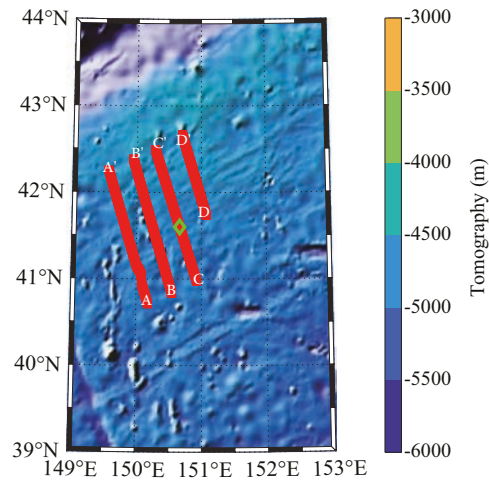 44°N
43°N
42°N
41°N
40°N
39°N
149°E 150°E 151°E 152°E 153°E
A'
B'
C'
D'
A
B
C
D
-3000
-3500
-4000
-4500
-5000
-5500
-6000
Tomography (m)